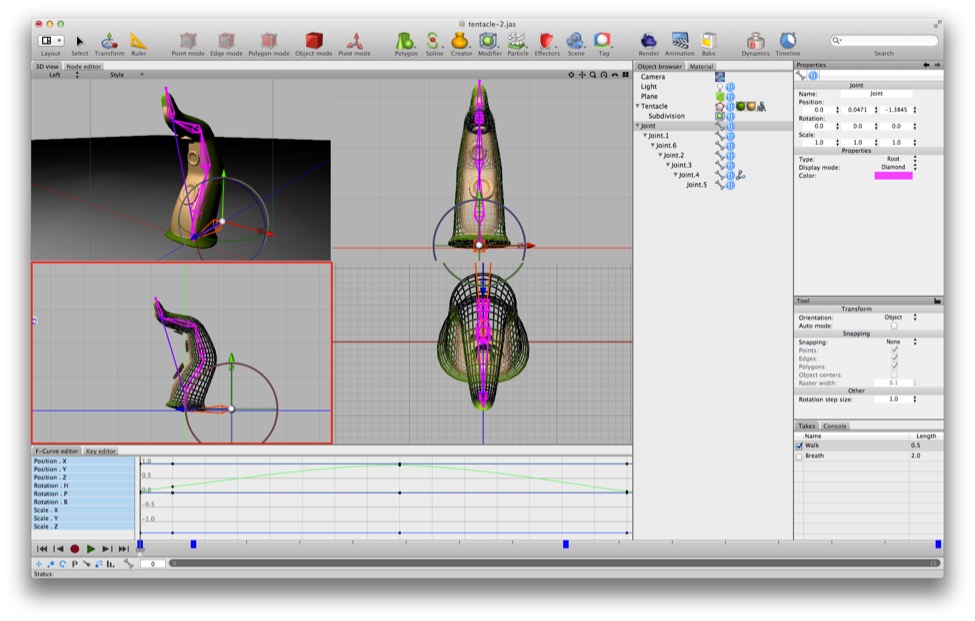 tentacle-2.jas
Layout Select Transform Ruler Point mode Edge mode Polygon mode Object mode Pivot mode Polygon Spline Creator Modifier Particle Effectors Scene Tag Render Animation Bake Dynamics Timeline Search
3D view Node editor
Left Style
Object browser Material
Camera
Light
Plane
Tentacle
Subdivision
Joint
Joint.1
Joint.6
Joint.2
Joint.3
Joint.4
Joint.5
Properties
Joint
Name: Joint
Position:
0.0 0.0471 -1.3845
Rotation:
0.0 0.0 0.0
Scale:
1.0 1.0 1.0
Properties
Type: Root
Display mode: Diamond
Color:
Tool
Transform
Orientation: Object
Auto mode:
Snapping
Snapping: None
Points:
Edges:
Polygons:
Object centers:
Raster width: 0.1
Other
Rotation step size: 1.0
Takes Console
Name Length
Walk 0.5
Breath 2.0
F-Curve editor Key editor
Position . X
Position . Y
Position . Z
Rotation . H
Rotation . P
Rotation . B
Scale . X
Scale . Y
Scale . Z
1.0
0.5
0.0
-0.5
-1.0
P 0 0
Status: